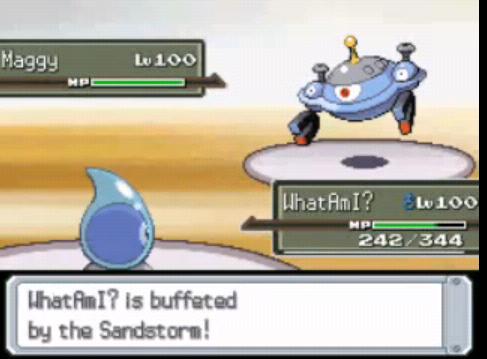 Maggy Lv100
HP
WhatAmI? ♂Lv100
HP
242/344
WhatAmI? is buffeted
by the Sandstorm!